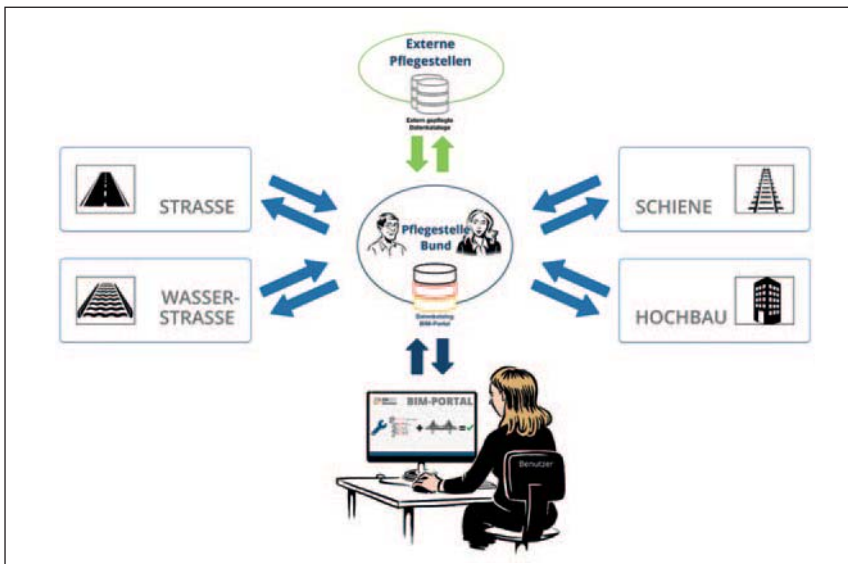 Externe
Pflegestellen
Extern gepflegte
Datenkataloge
STRASSE
SCHIENE
Pflegestelle
Bund
WASSER-
STRASSE
HOCHBAU
Datenkatalog
BIM-Portal
BIM-PORTAL
Benutzer